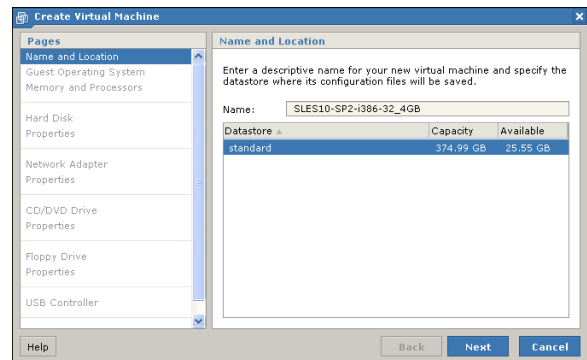 Create Virtual Machine
Pages
Name and Location
Guest Operating System
Memory and Processors
Hard Disk
Properties
Network Adapter
Properties
CD/DVD Drive
Properties
Floppy Drive
Properties
USB Controller
Name and Location
Enter a descriptive name for your new virtual machine and specify the
datastore where its configuration files will be saved.
Name: SLES10-SP2-i386-32_4GB
Datastore Capacity Available
standard 374.99 GB 25.55 GB
Help Back Next Cancel